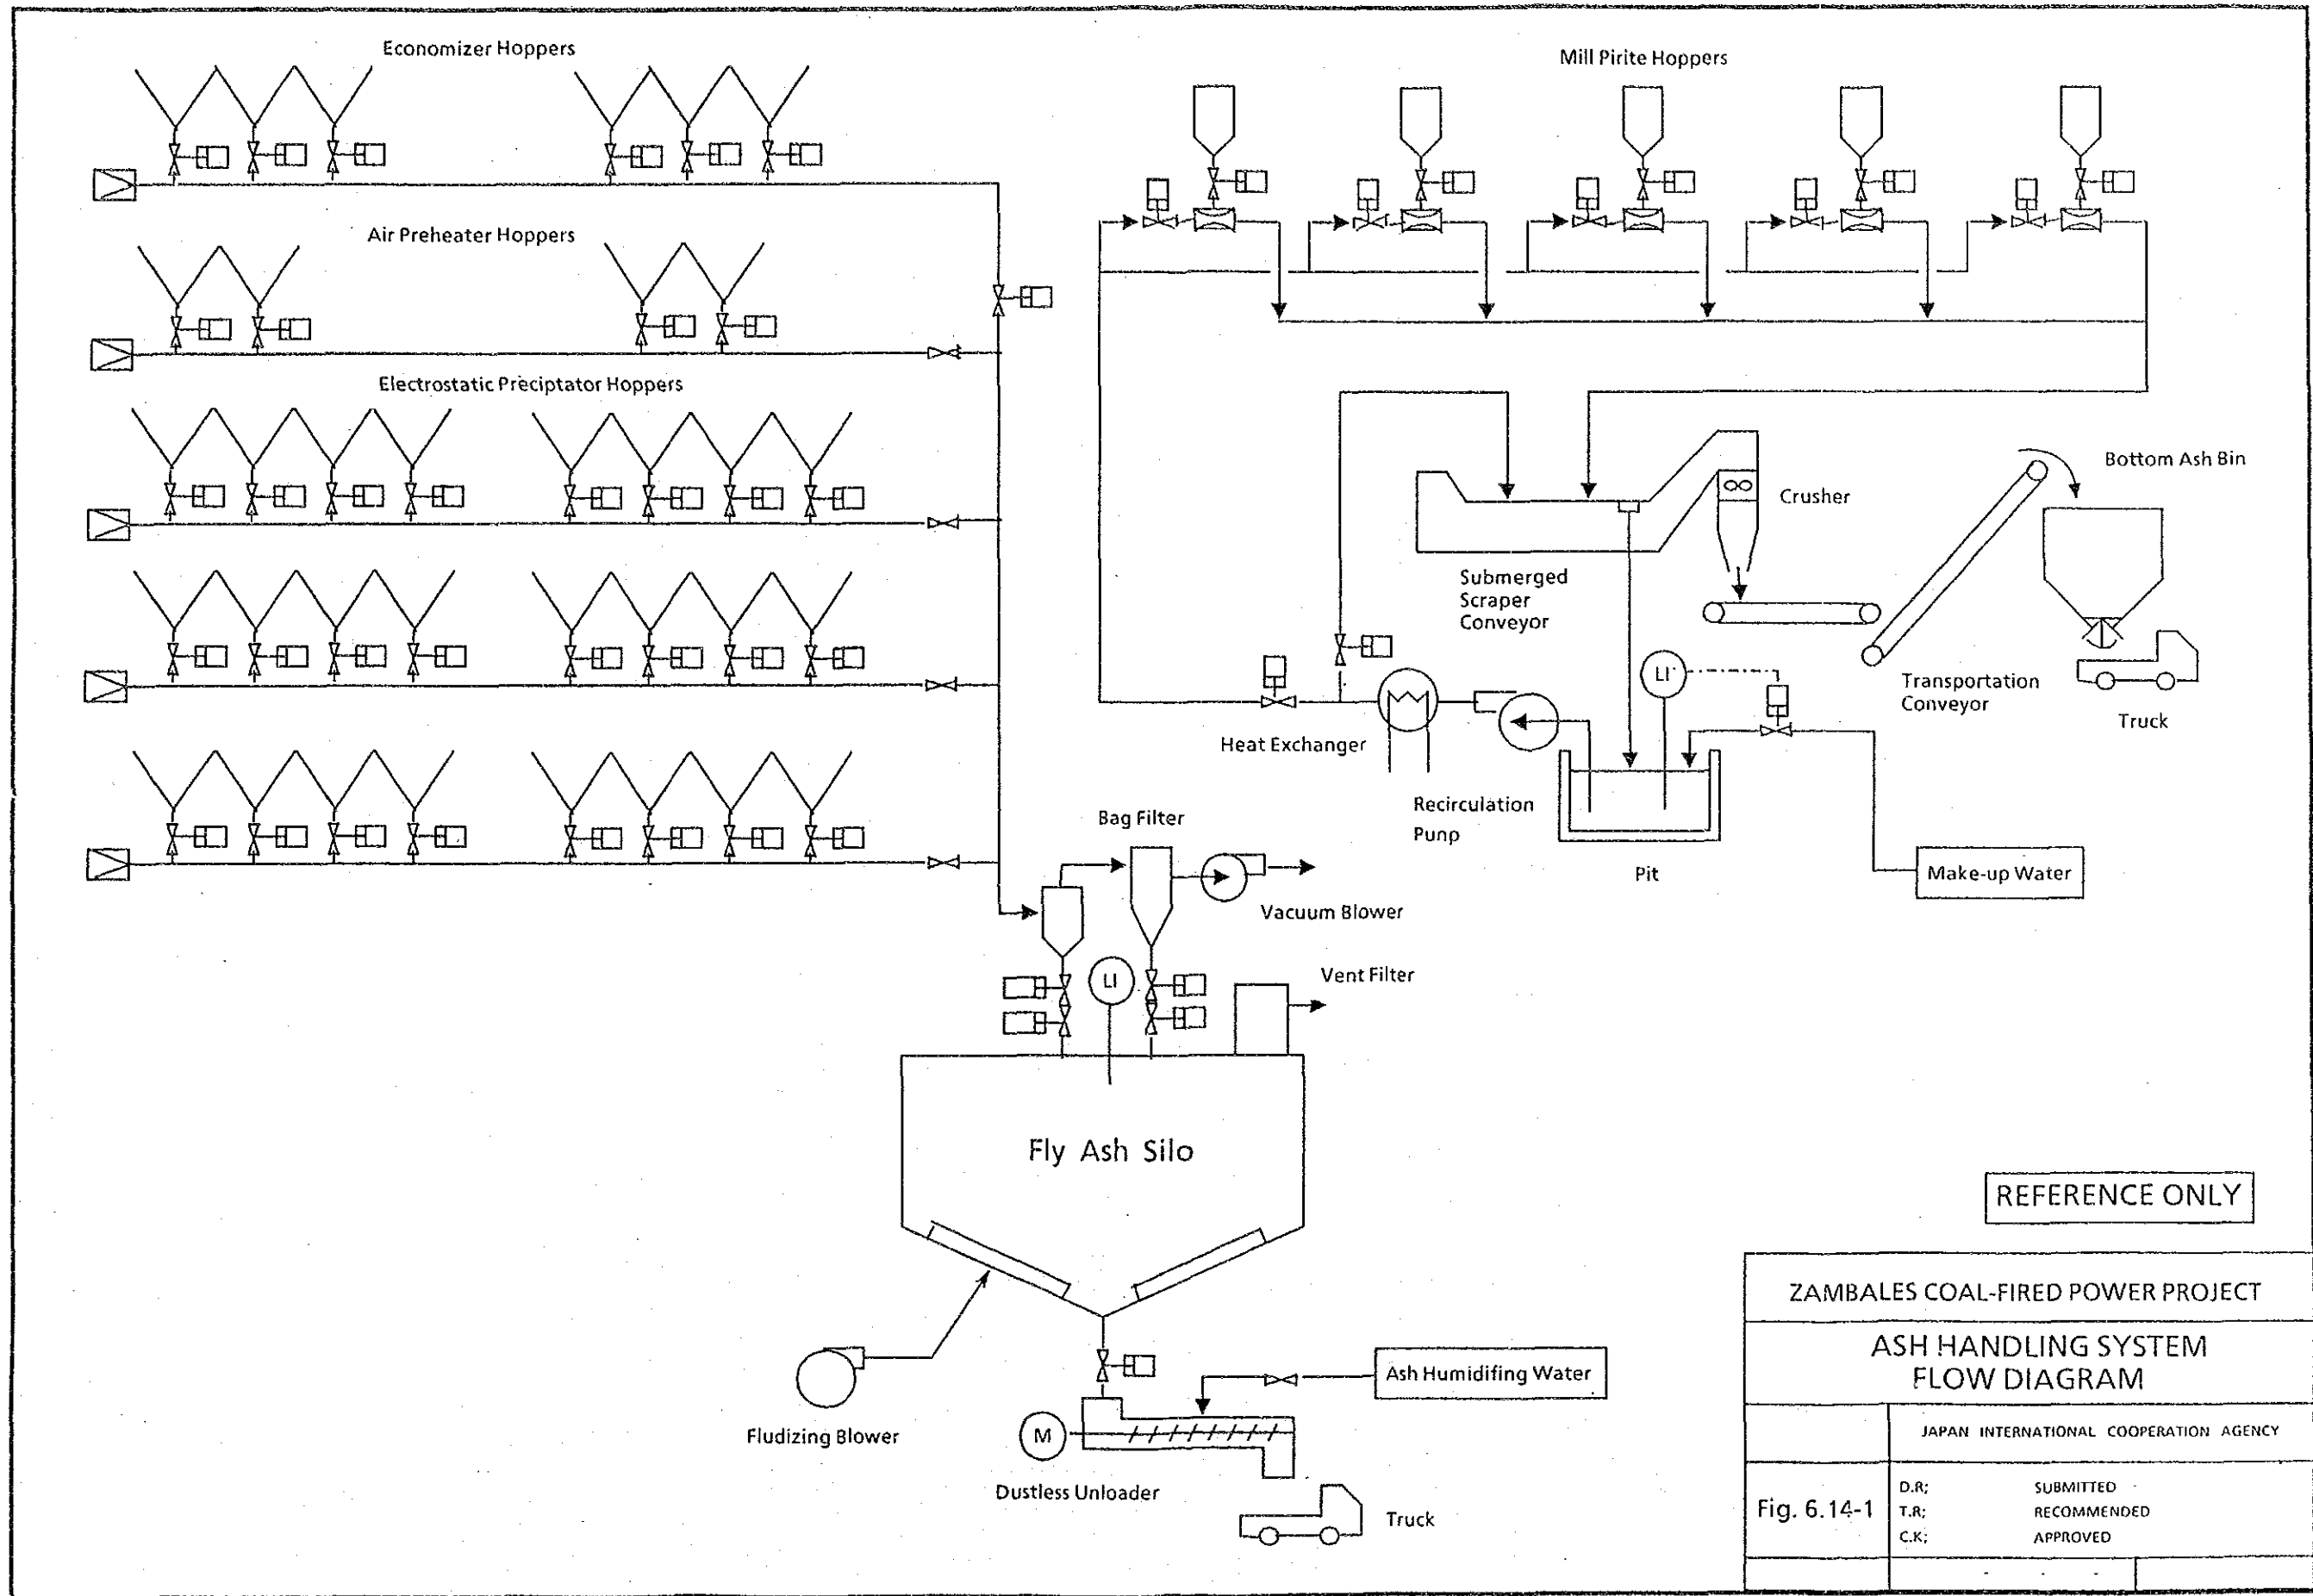 Economizer Hoppers
Mill Pirite Hoppers
Air Preheater Hoppers
Electrostatic Preciptator Hoppers
Bottom Ash Bin
Crusher
Submerged
Scraper
Conveyor
LI
Transportation
Conveyor
Truck
Heat Exchanger
Recirculation
Punp
Pit
Make-up Water
Bag Filter
Vacuum Blower
LI
Vent Filter
Fly Ash Silo
Fludizing Blower
Ash Humidifing Water
M
Dustless Unloader
Truck
REFERENCE ONLY
ZAMBALES COAL-FIRED POWER PROJECT
ASH HANDLING SYSTEM
FLOW DIAGRAM
JAPAN INTERNATIONAL COOPERATION AGENCY
Fig. 6.14-1
D.R; SUBMITTED
T.R; RECOMMENDED
C.K; APPROVED